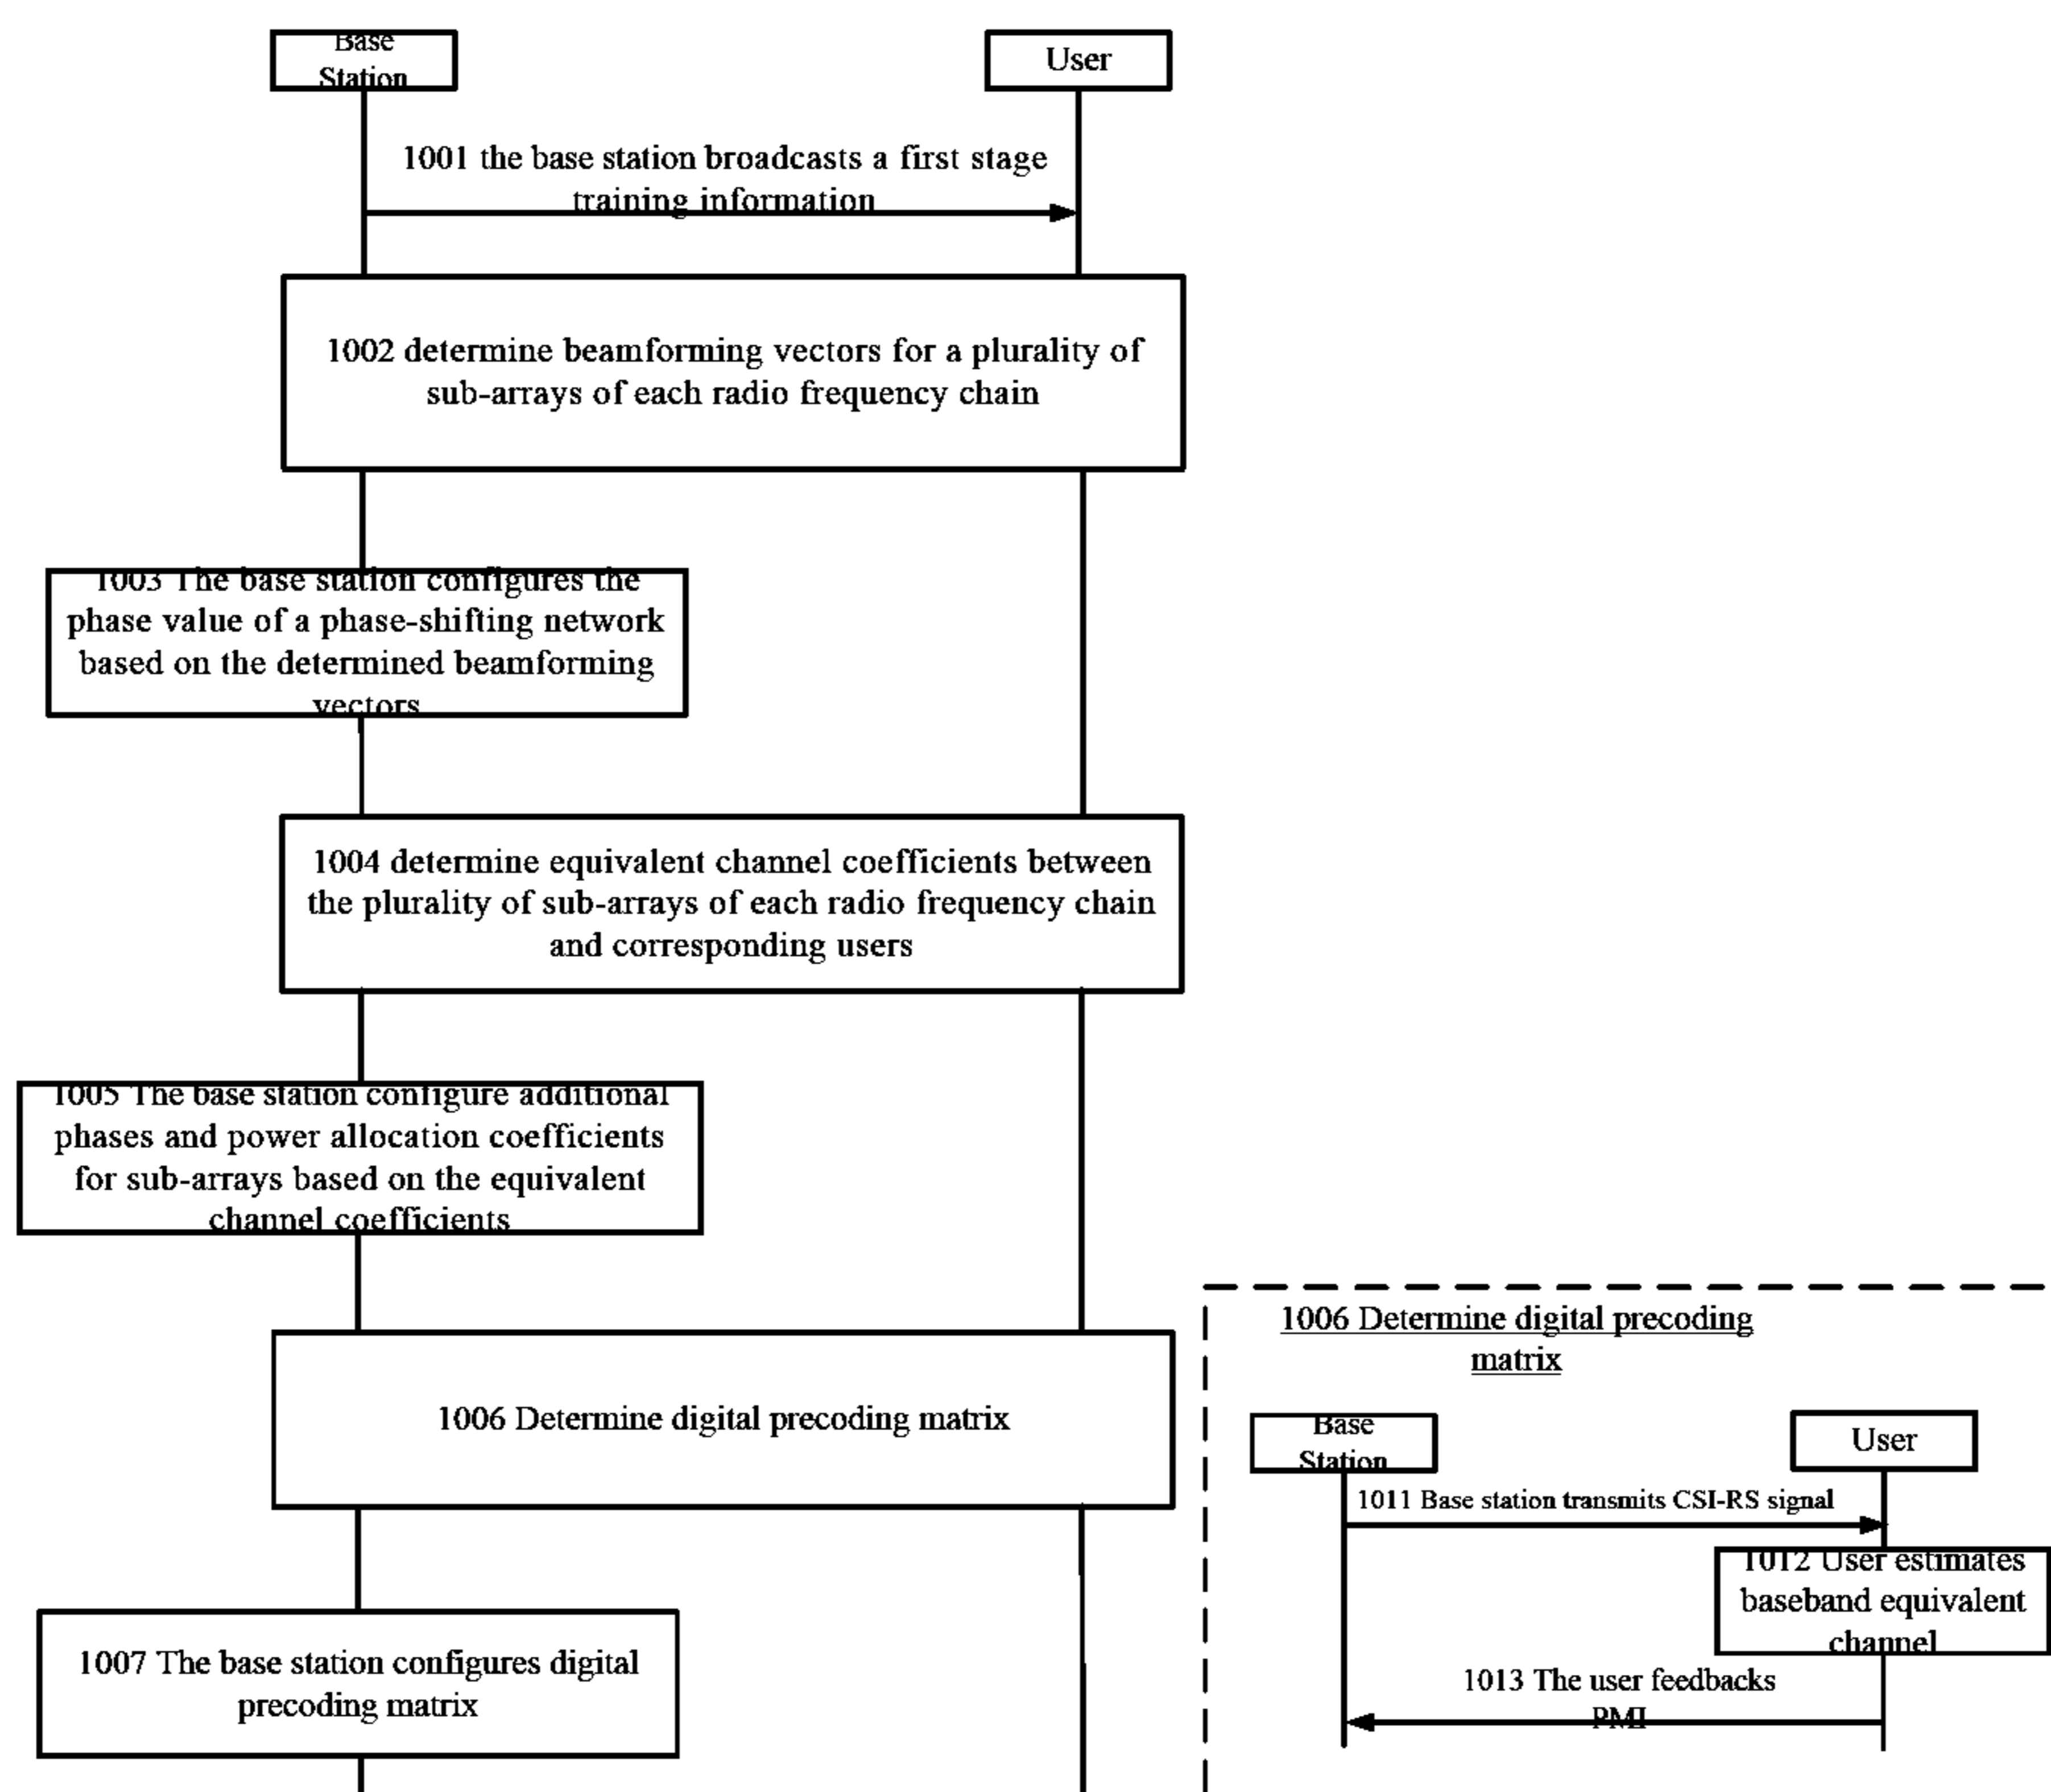 Base
Station
User
1001 the base station broadcasts a first stage
training information
1002 determine beamforming vectors for a plurality of
sub-arrays of each radio frequency chain
1003 The base station configures the
phase value of a phase-shifting network
based on the determined beamforming
vectors
1004 determine equivalent channel coefficients between
the plurality of sub-arrays of each radio frequency chain
and corresponding users
1005 The base station configure additional
phases and power allocation coefficients
for sub-arrays based on the equivalent
channel coefficients
1006 Determine digital precoding matrix
1007 The base station configures digital
precoding matrix
1006 Determine digital precoding
matrix
Base
Station
User
1011 Base station transmits CSI-RS signal
1012 User estimates
baseband equivalent
channel
1013 The user feedbacks
PMI